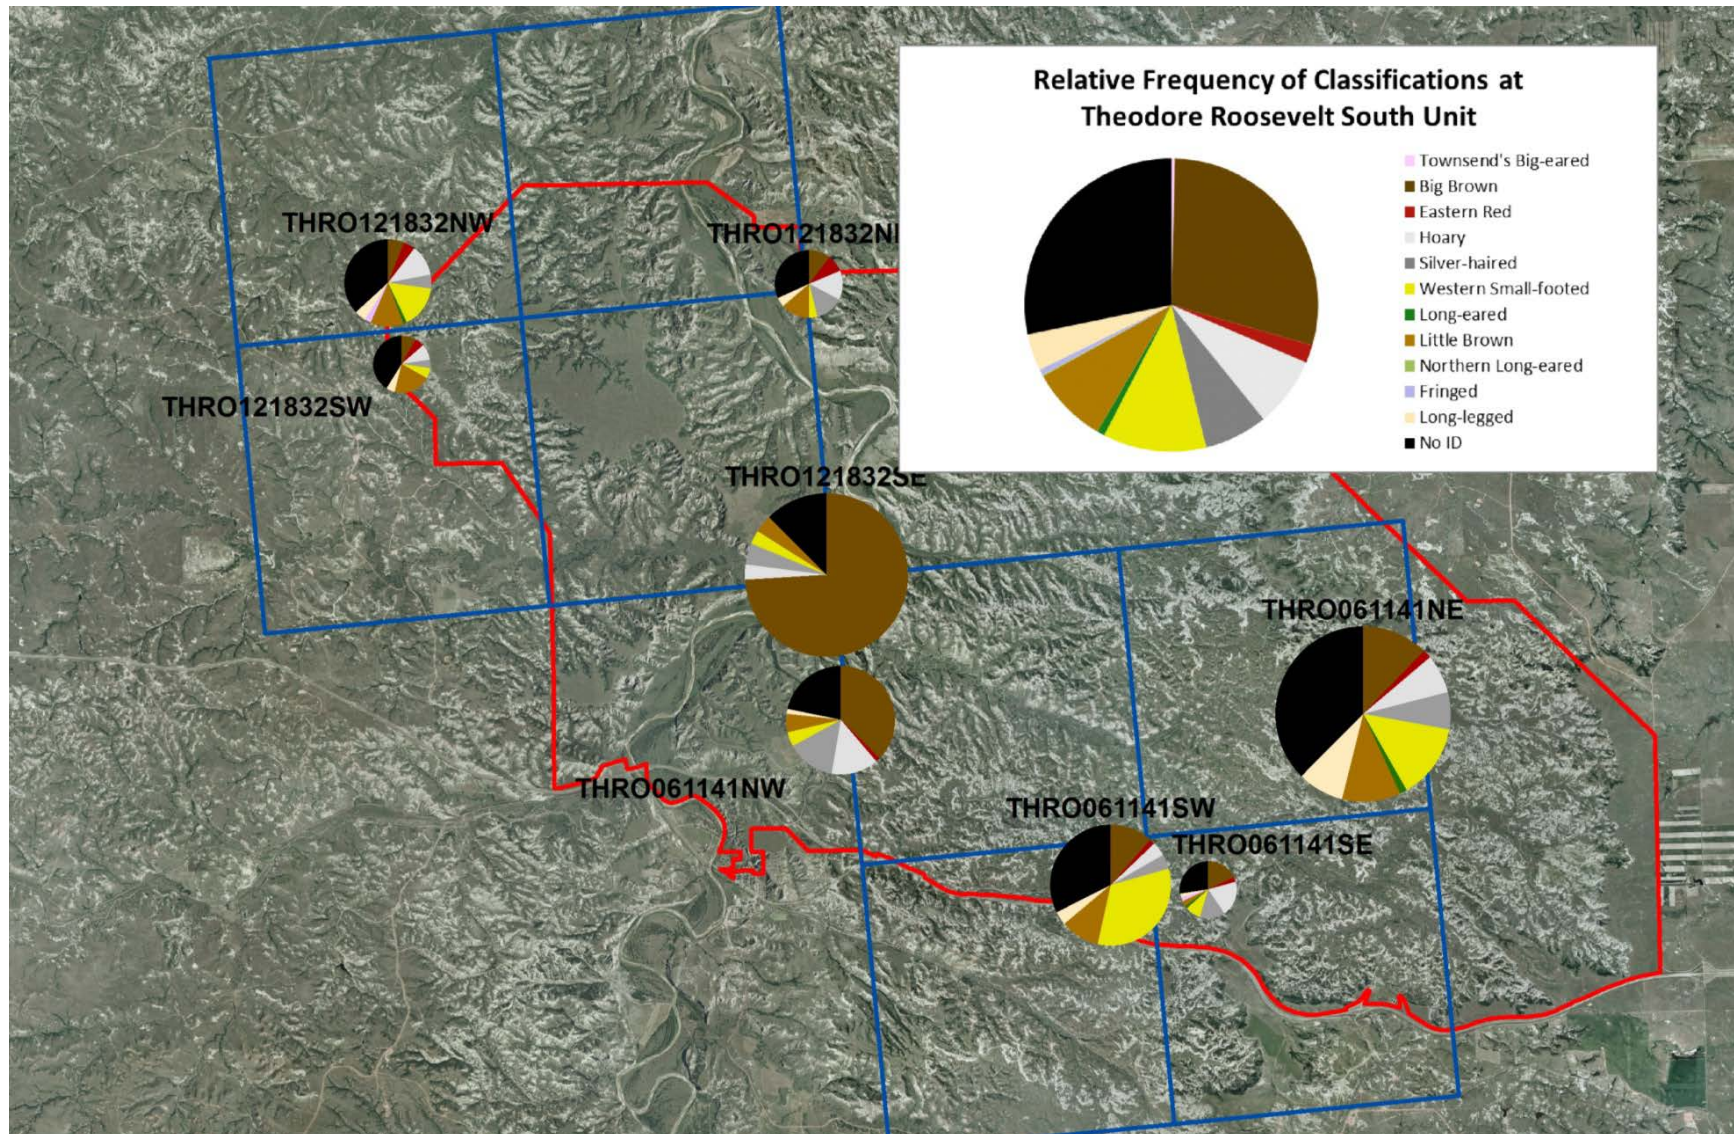 Relative Frequency of Classifications at
Theodore Roosevelt South Unit
Townsend's Big-eared
Big Brown
Eastern Red
Hoary
Silver-haired
Western Small-footed
Long-eared
Little Brown
Northern Long-eared
Fringed
Long-legged
No ID
THRO121832NW
THRO121832SW
THRO121832SE
THRO061141NE
THRO061141NW
THRO061141SW
THRO061141SE